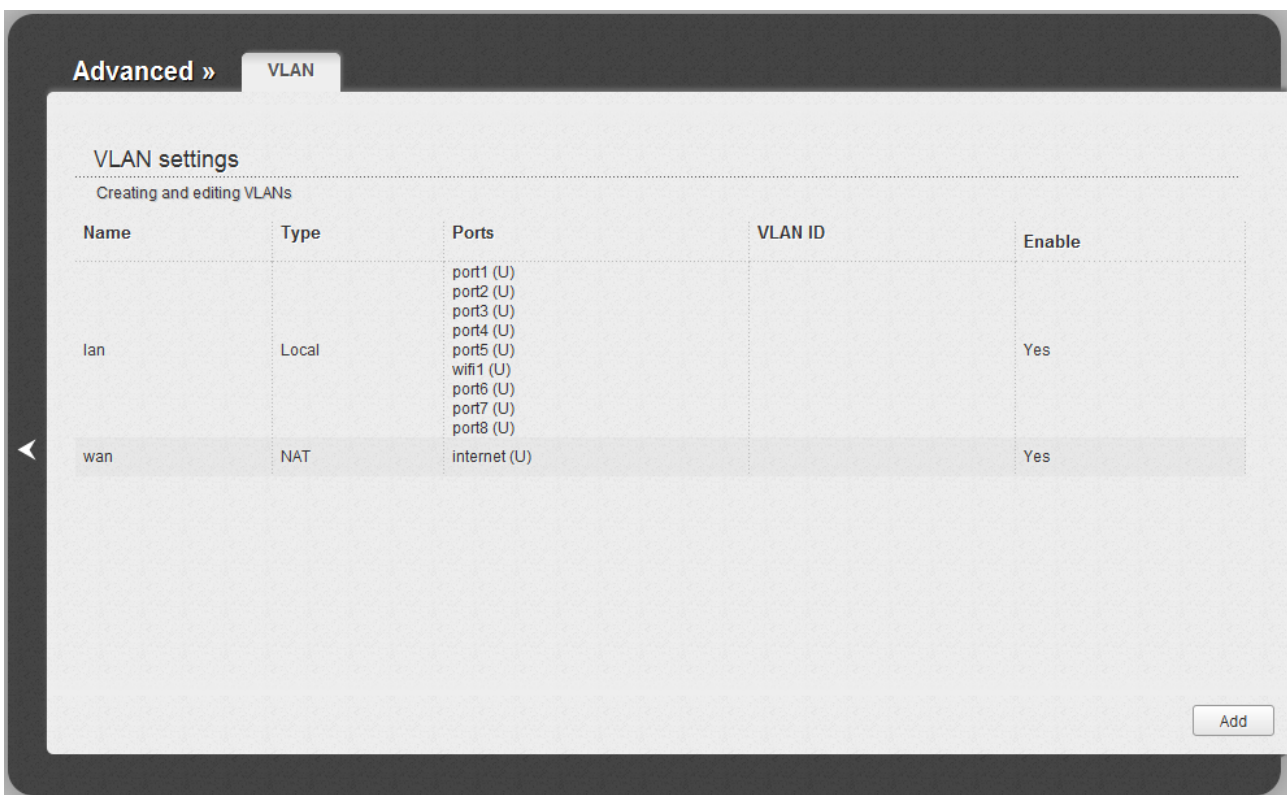 Advanced » VLAN
VLAN settings
Creating and editing VLANs
Name Type Ports VLAN ID Enable
port1 (U)
port2 (U)
port3 (U)
port4 (U)
lan Local port5 (U) Yes
wifi1 (U)
port6 (U)
port7 (U)
port8 (U)
wan NAT internet (U) Yes
Add